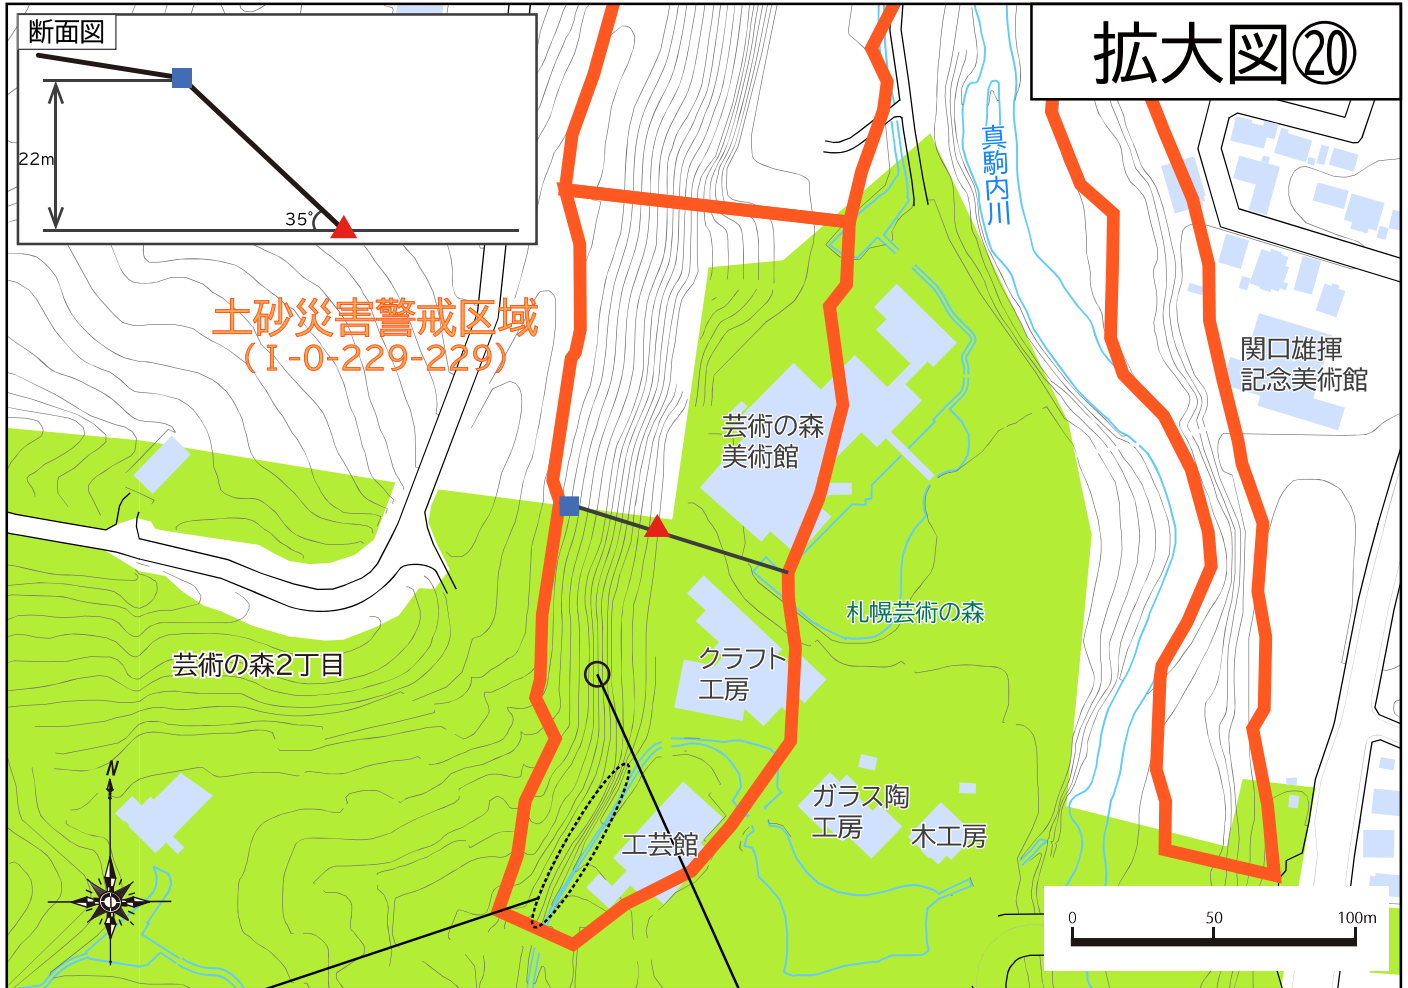 断面図
22m
35°
拡大図⑳
真駒内川
土砂災害警戒区域
（Ⅰ-0-229-229）
関口雄揮
記念美術館
芸術の森
美術館
札幌芸術の森
芸術の森2丁目
クラフト
工房
ガラス陶
工房
木工房
工芸館
N
0 50 100m